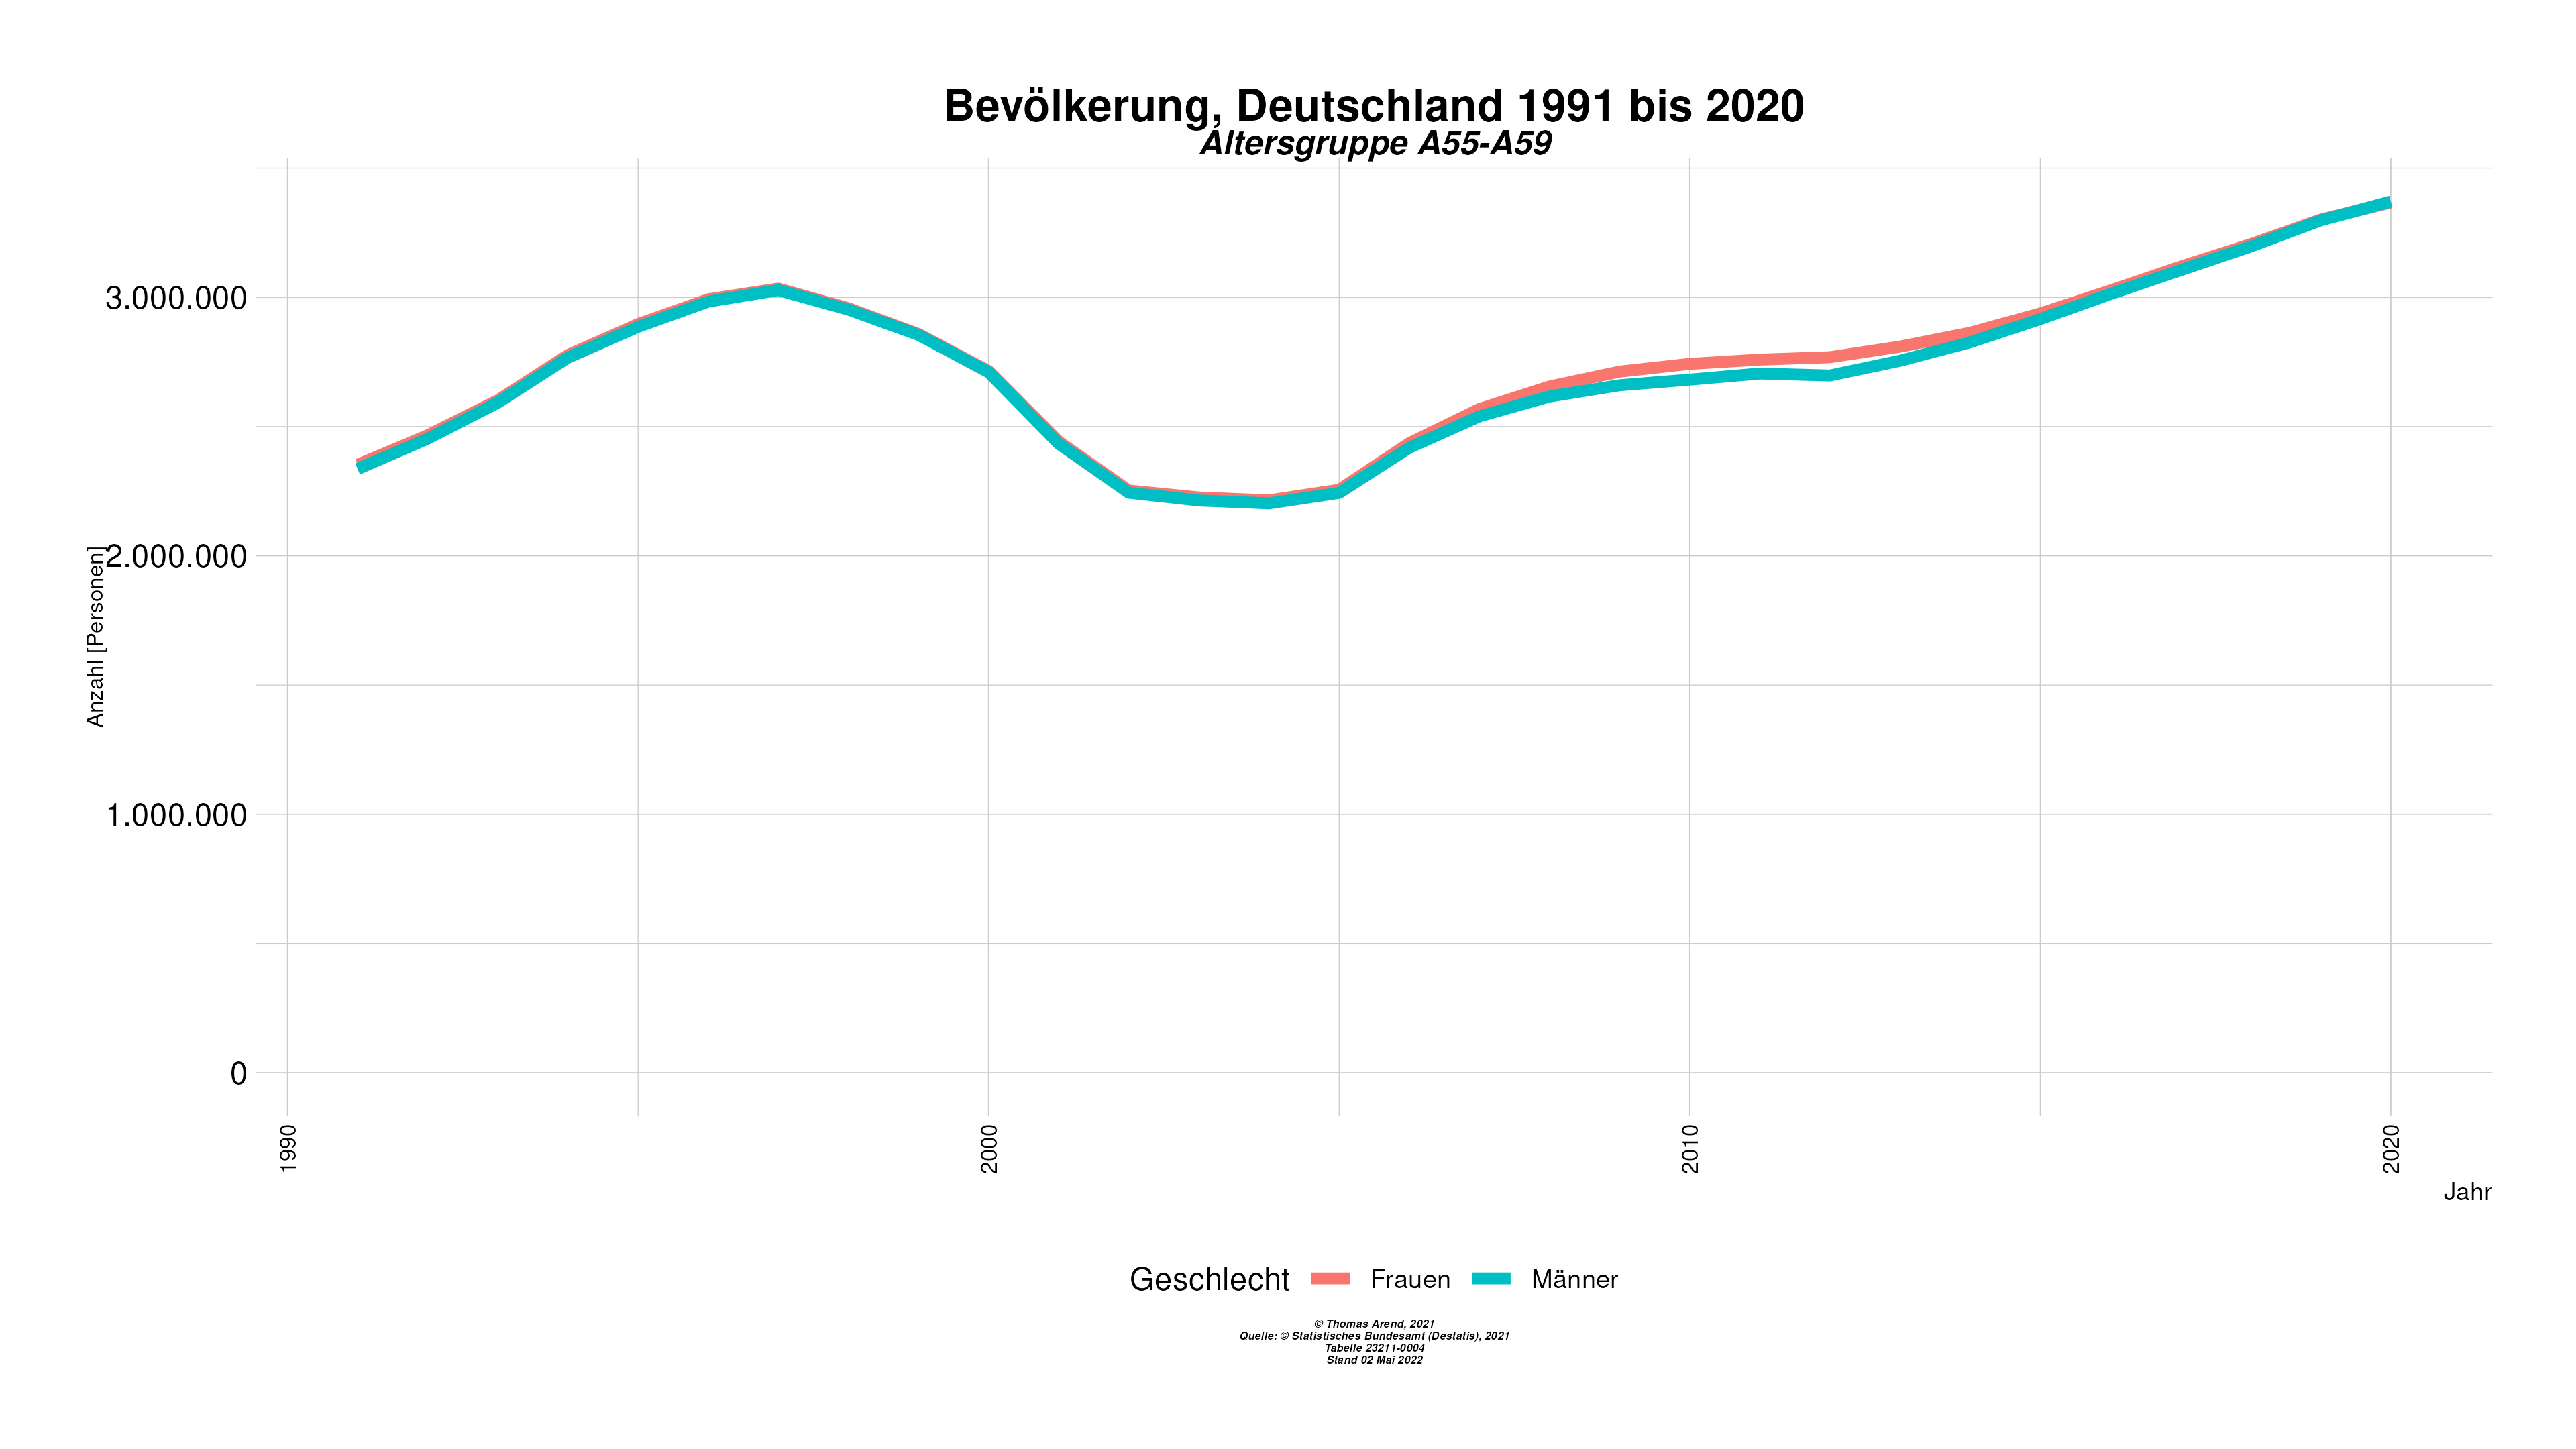 Bevölkerung, Deutschland 1991 bis 2020
Altersgruppe A55-A59
Anzahl [Personen]
3.000.000
2.000.000
1.000.000
0
1990
2000
2010
2020
Jahr
Geschlecht Frauen Männer
© Thomas Arend, 2021
Quelle: © Statistisches Bundesamt (Destatis), 2021
Tabelle 23211-0004
Stand 02 Mai 2022